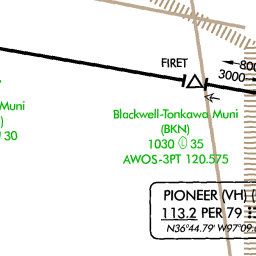 FIRET
800
3000
Muni
)
30
Blackwell-Tonkawa Muni
(BKN)
1030 Ⓛ 35
AWOS-3PT 120.575
PIONEER (VH) (
113.2 PER 79
N36°44.79' W97°09.